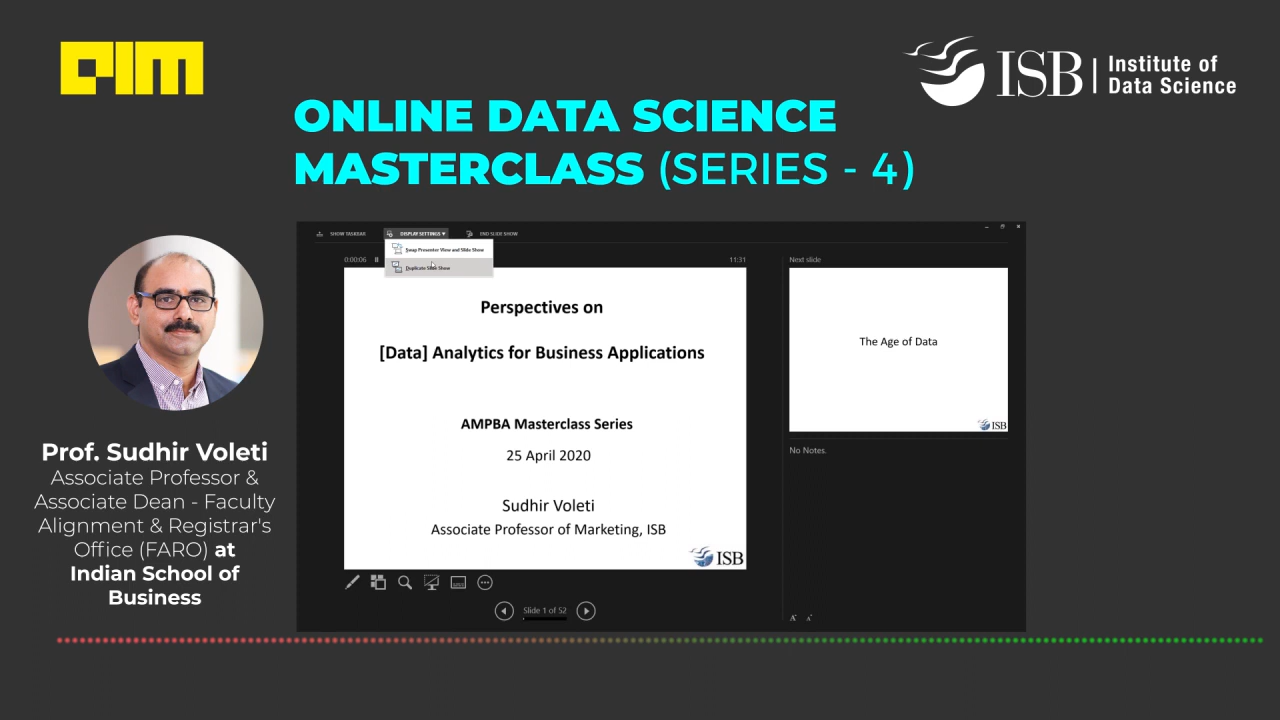 AIM
ISB
Institute of
Data Science
ONLINE DATA SCIENCE
MASTERCLASS (SERIES - 4)
SHOW TASKBAR
DISPLAY SETTINGS ▼
END SLIDE SHOW
Swap Presenter View and Slide Show
Duplicate Slide Show
0:00:06
11:31
Next slide
Perspectives on
[Data] Analytics for Business Applications
AMPBA Masterclass Series
25 April 2020
Sudhir Voleti
Associate Professor of Marketing, ISB
ISB
Slide 1 of 52
The Age of Data
ISB
No Notes.
A A
Prof. Sudhir Voleti
Associate Professor &
Associate Dean - Faculty
Alignment & Registrar's
Office (FARO) at
Indian School of
Business